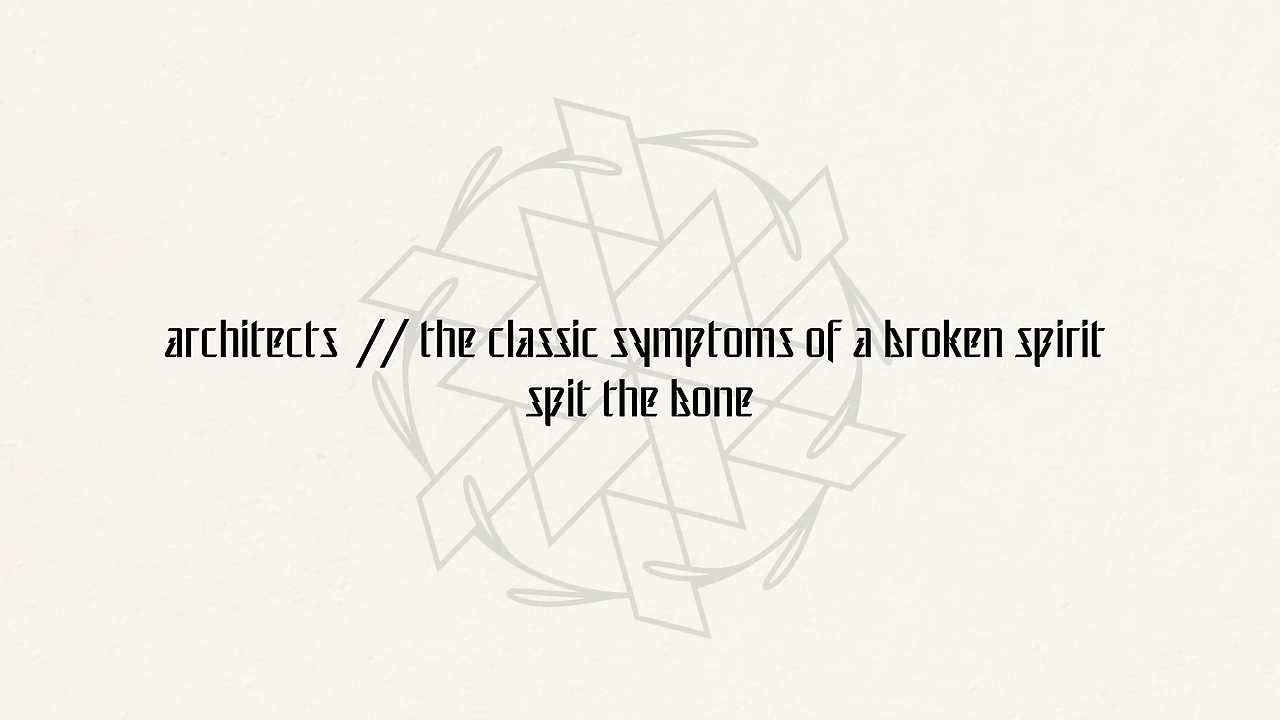 architects // the classic symptoms of a broken spirit
spit the bone